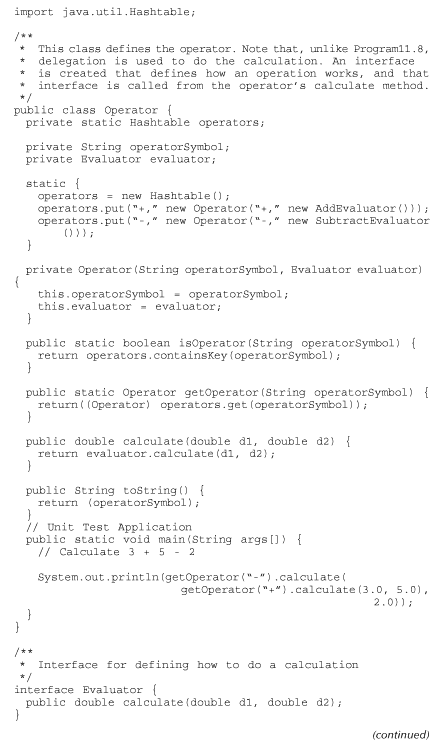 import java.util.Hashtable;
/**
* This class defines the operator. Note that, unlike Program11.8,
* delegation is used to do the calculation. An interface
* is created that defines how an operation works, and that
* interface is called from the operator's calculate method.
*/
public class Operator {
private static Hashtable operators;
private String operatorSymbol;
private Evaluator evaluator;
static {
operators = new Hashtable();
operators.put(“+,” new Operator(“+,” new AddEvaluator()));
operators.put(“-,” new Operator(“-,” new SubtractEvaluator
()));
}
private Operator(String operatorSymbol, Evaluator evaluator)
{
this.operatorSymbol = operatorSymbol;
this.evaluator = evaluator;
}
public static boolean isOperator(String operatorSymbol) {
return operators.containsKey(operatorSymbol);
}
public static Operator getOperator(String operatorSymbol) {
return((Operator) operators.get(operatorSymbol));
}
public double calculate(double d1, double d2) {
return evaluator.calculate(d1, d2);
}
public String toString() {
return (operatorSymbol);
}
// Unit Test Application
public static void main(String args[]) {
// Calculate 3 + 5 - 2
System.out.println(getOperator(“-”).calculate(
getOperator(“+”).calculate(3.0, 5.0),
2.0));
}
}
/**
* Interface for defining how to do a calculation
*/
interface Evaluator {
public double calculate(double d1, double d2);
}
(continued)